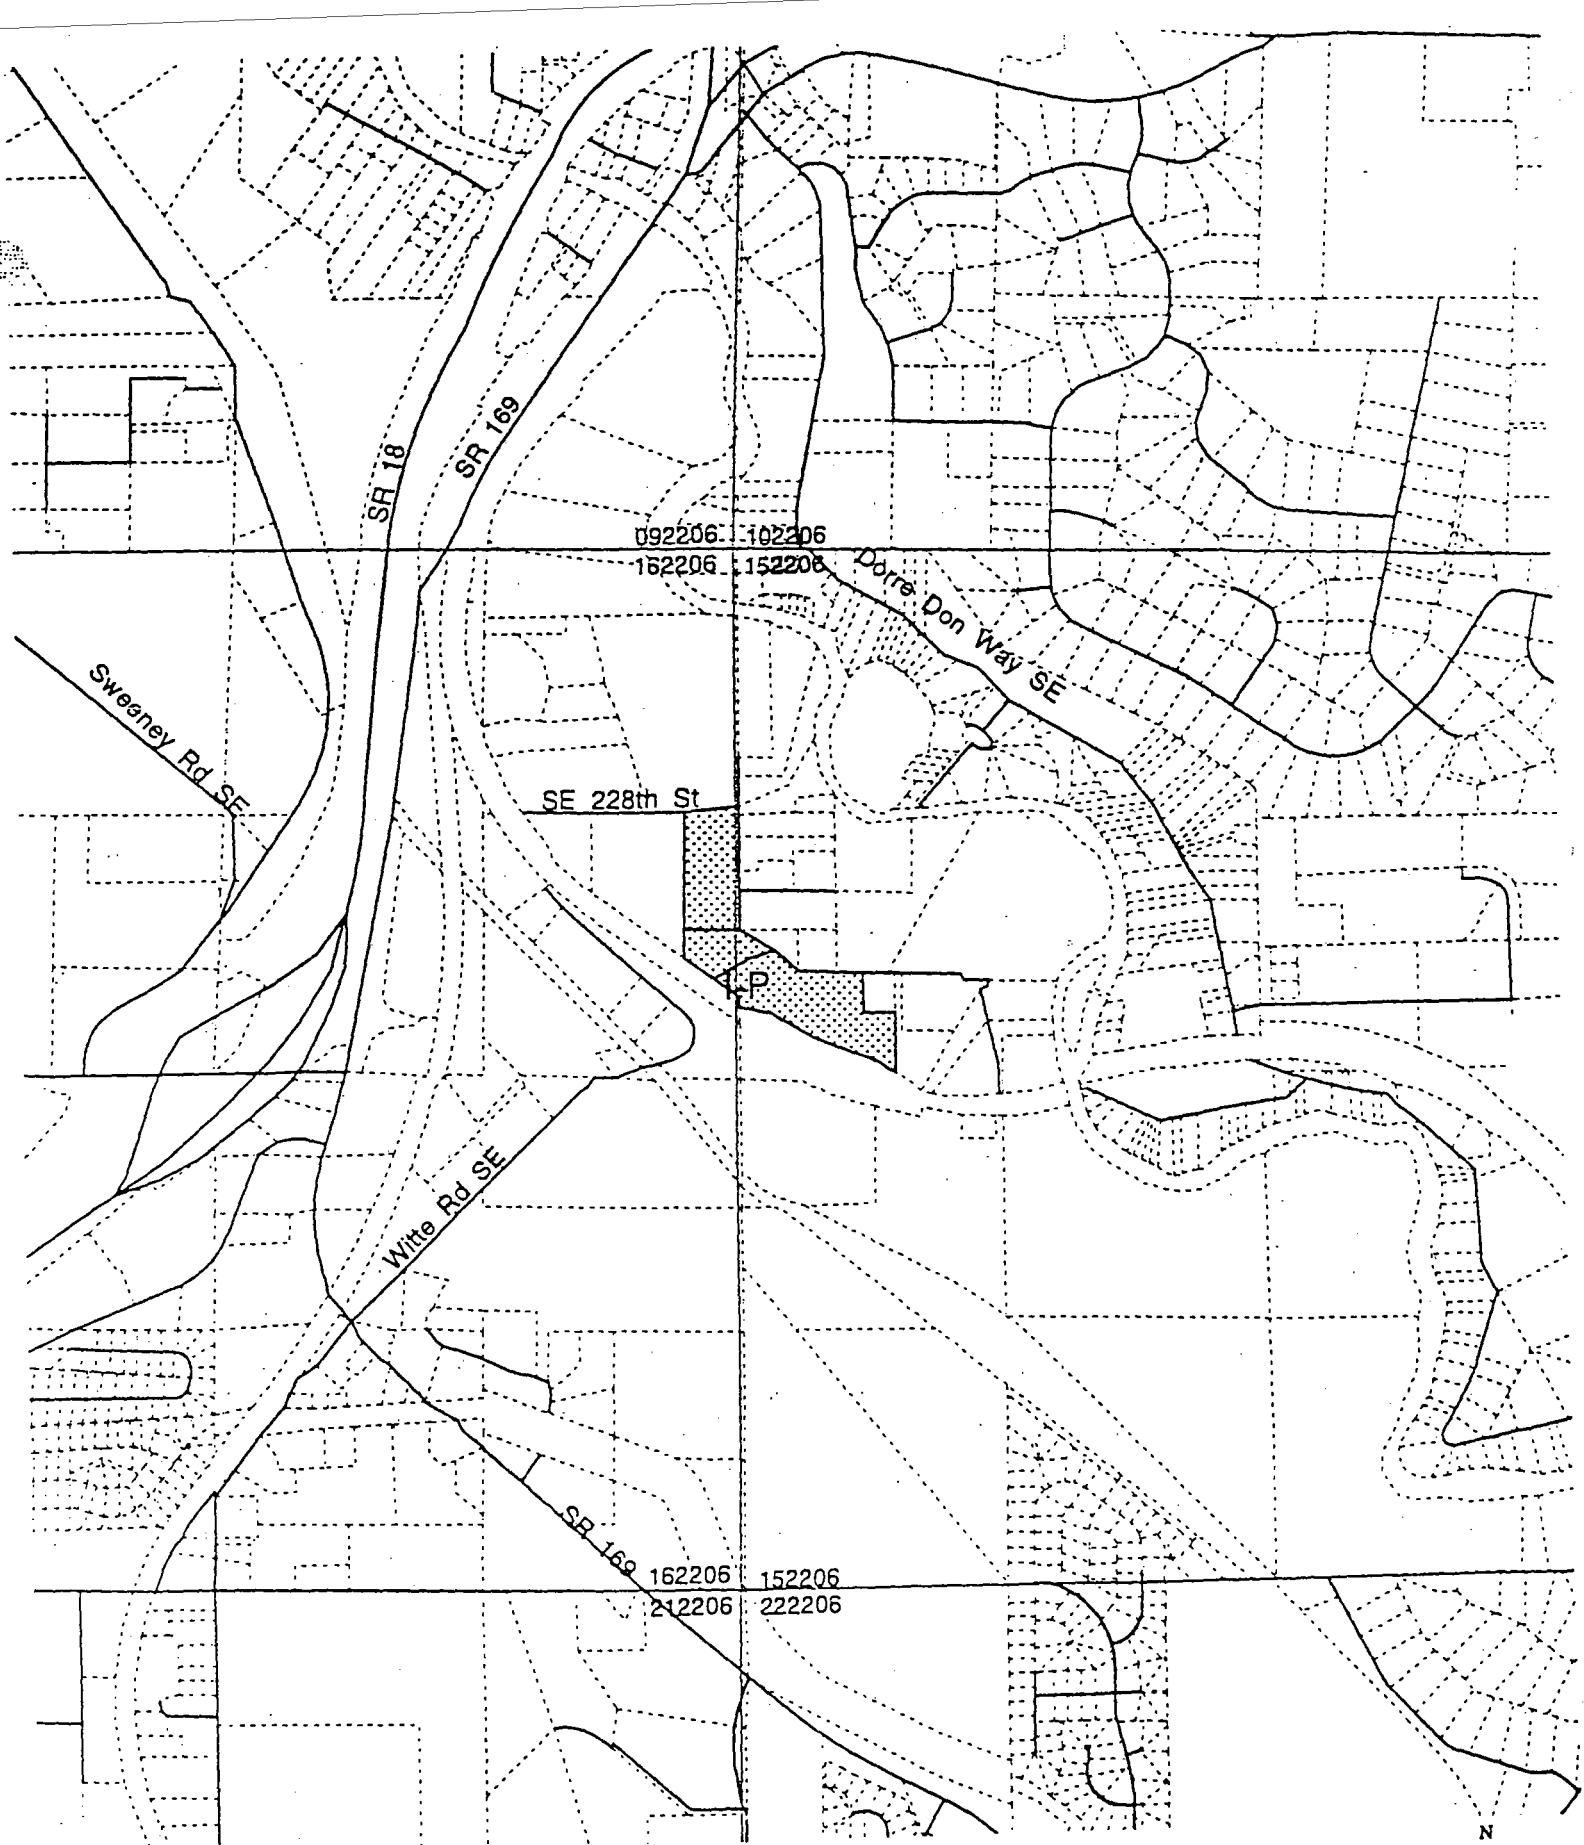 SR 18
SR 169
092206 102206
162206 152206
Dorre Don Way SE
Sweeney Rd SE
SE 228th St
P
Witte Rd SE
SR 169
162206 152206
212206 222206
N